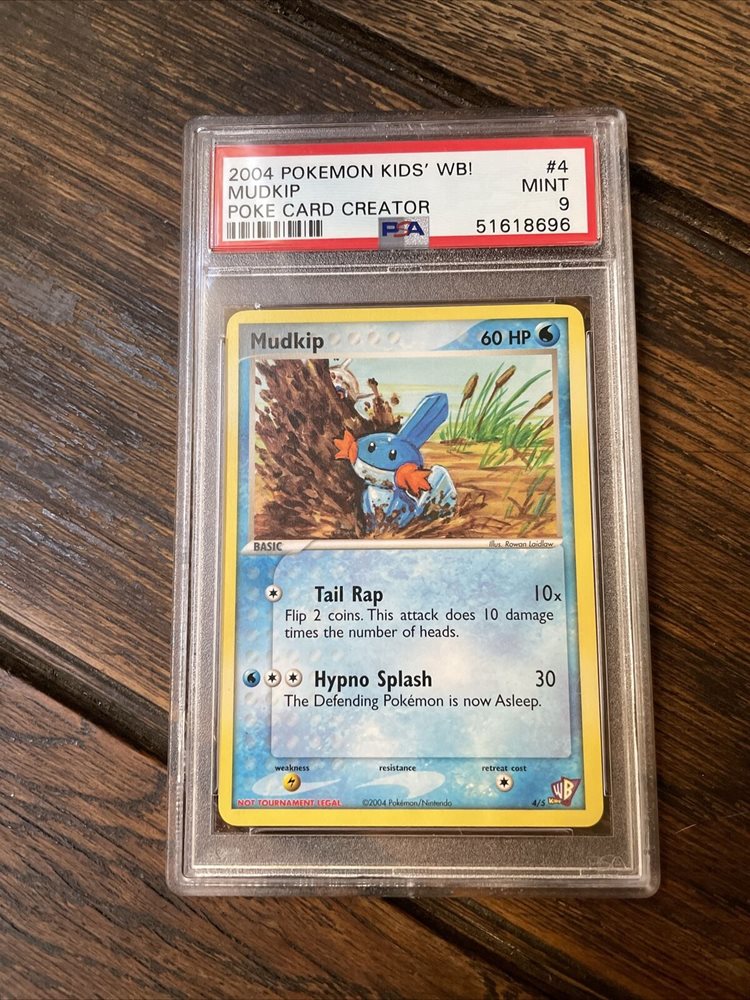 2004 POKEMON KIDS' WB! #4
MUDKIP MINT
POKE CARD CREATOR 9
PSA 51618696
Mudkip 60 HP
BASIC Illus. Rowan Laidlaw
Tail Rap 10x
Flip 2 coins. This attack does 10 damage
times the number of heads.
Hypno Splash 30
The Defending Pokémon is now Asleep.
weakness resistance retreat cost
NOT TOURNAMENT LEGAL ©2004 Pokémon/Nintendo 4/5 Kids WB
PSA